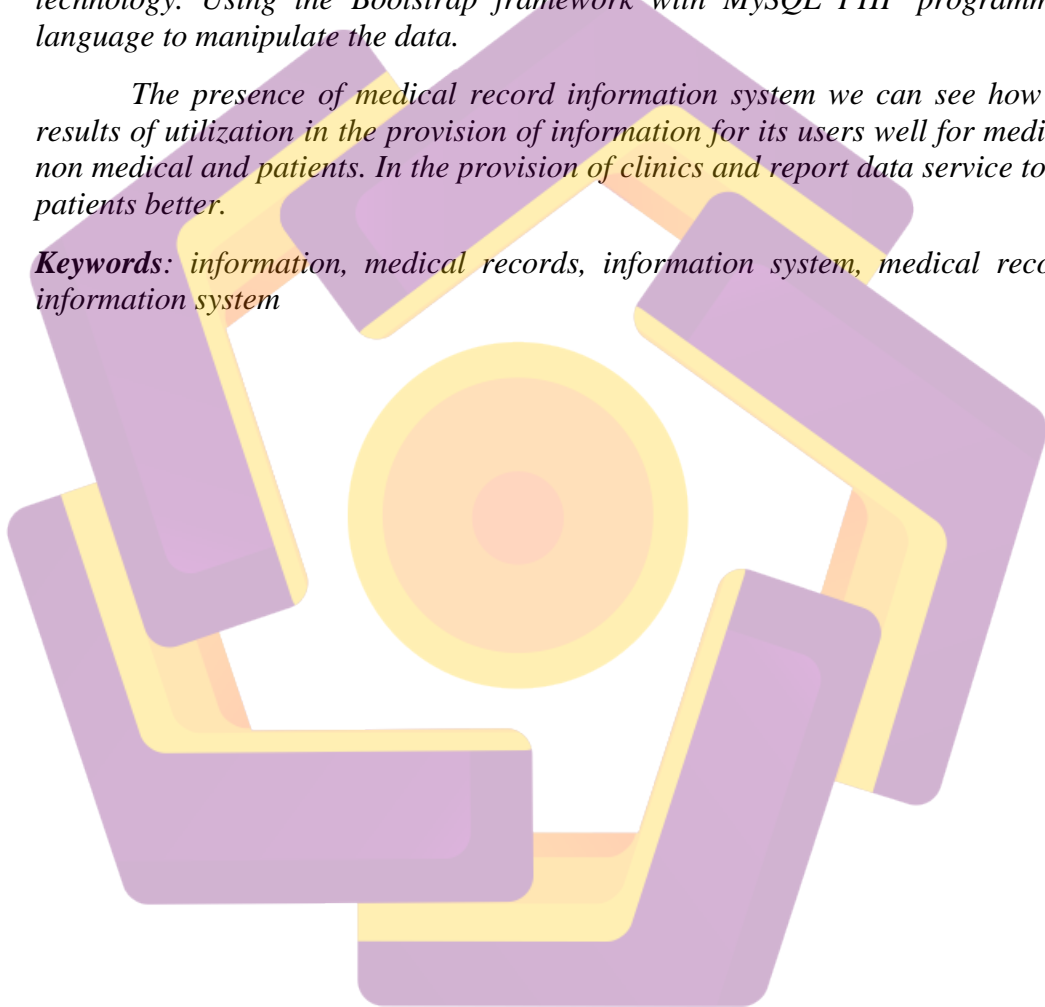 technology. Using the Bootstrap framework with MySQL PHP programm
language to manipulate the data.
The presence of medical record information system we can see how
results of utilization in the provision of information for its users well for medi
non medical and patients. In the provision of clinics and report data service to
patients better.
Keywords: information, medical records, information system, medical reco
information system